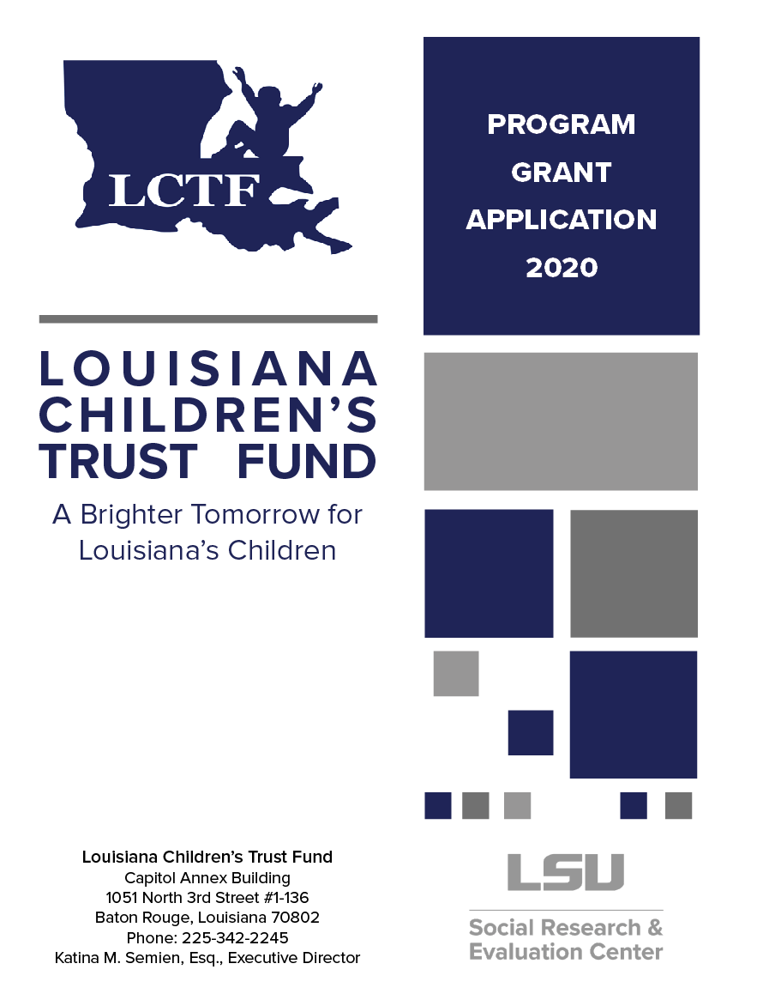 LCTF
LOUISIANA
CHILDREN’S
TRUST FUND
A Brighter Tomorrow for
Louisiana’s Children
PROGRAM
GRANT
APPLICATION
2020
Louisiana Children’s Trust Fund
Capitol Annex Building
1051 North 3rd Street #1-136
Baton Rouge, Louisiana 70802
Phone: 225-342-2245
Katina M. Semien, Esq., Executive Director
LSU
Social Research &
Evaluation Center